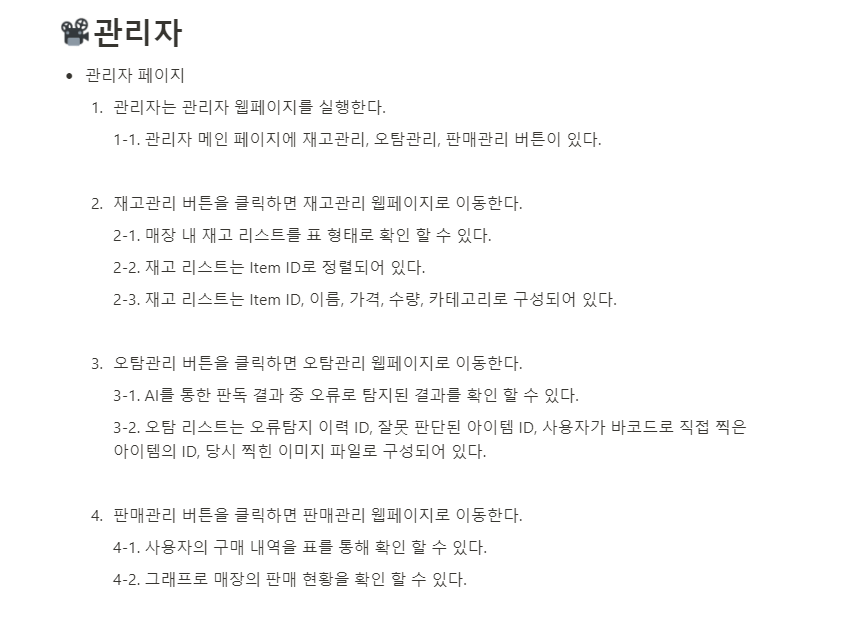 관리자
관리자 페이지
1. 관리자는 관리자 웹페이지를 실행한다.
1-1. 관리자 메인 페이지에 재고관리, 오탐관리, 판매관리 버튼이 있다.
2. 재고관리 버튼을 클릭하면 재고관리 웹페이지로 이동한다.
2-1. 매장 내 재고 리스트를 표 형태로 확인 할 수 있다.
2-2. 재고 리스트는 Item ID로 정렬되어 있다.
2-3. 재고 리스트는 Item ID, 이름, 가격, 수량, 카테고리로 구성되어 있다.
3. 오탐관리 버튼을 클릭하면 오탐관리 웹페이지로 이동한다.
3-1. AI를 통한 판독 결과 중 오류로 탐지된 결과를 확인 할 수 있다.
3-2. 오탐 리스트는 오류탐지 이력 ID, 잘못 판단된 아이템 ID, 사용자가 바코드로 직접 찍은
아이템의 ID, 당시 찍힌 이미지 파일로 구성되어 있다.
4. 판매관리 버튼을 클릭하면 판매관리 웹페이지로 이동한다.
4-1. 사용자의 구매 내역을 표를 통해 확인 할 수 있다.
4-2. 그래프로 매장의 판매 현황을 확인 할 수 있다.